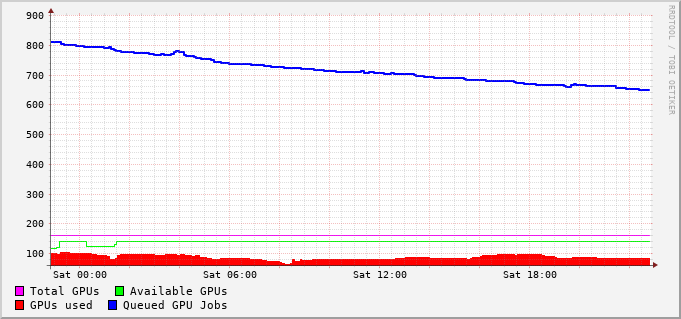 RRDTOOL / TOBI OETIKER
900
800
700
600
500
400
300
200
100
Sat 00:00 Sat 06:00 Sat 12:00 Sat 18:00
Total GPUs Available GPUs
GPUs used Queued GPU Jobs